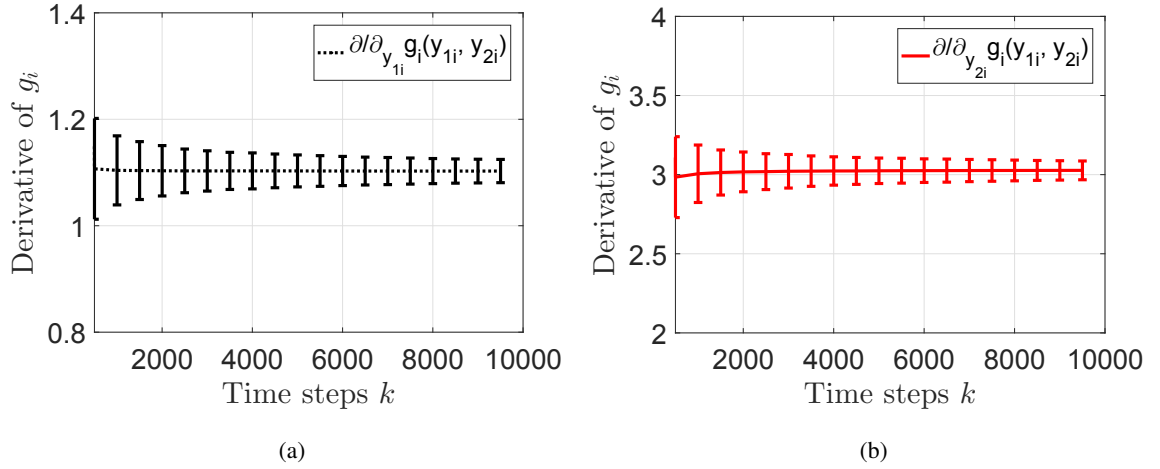 1.4
∂/∂y1i gi(y1i, y2i)
1.2
1
0.8
Derivative of gi
2000 4000 6000 8000 10000
Time steps k
(a)
4
∂/∂y2i gi(y1i, y2i)
3.5
3
2.5
2
Derivative of gi
2000 4000 6000 8000 10000
Time steps k
(b)